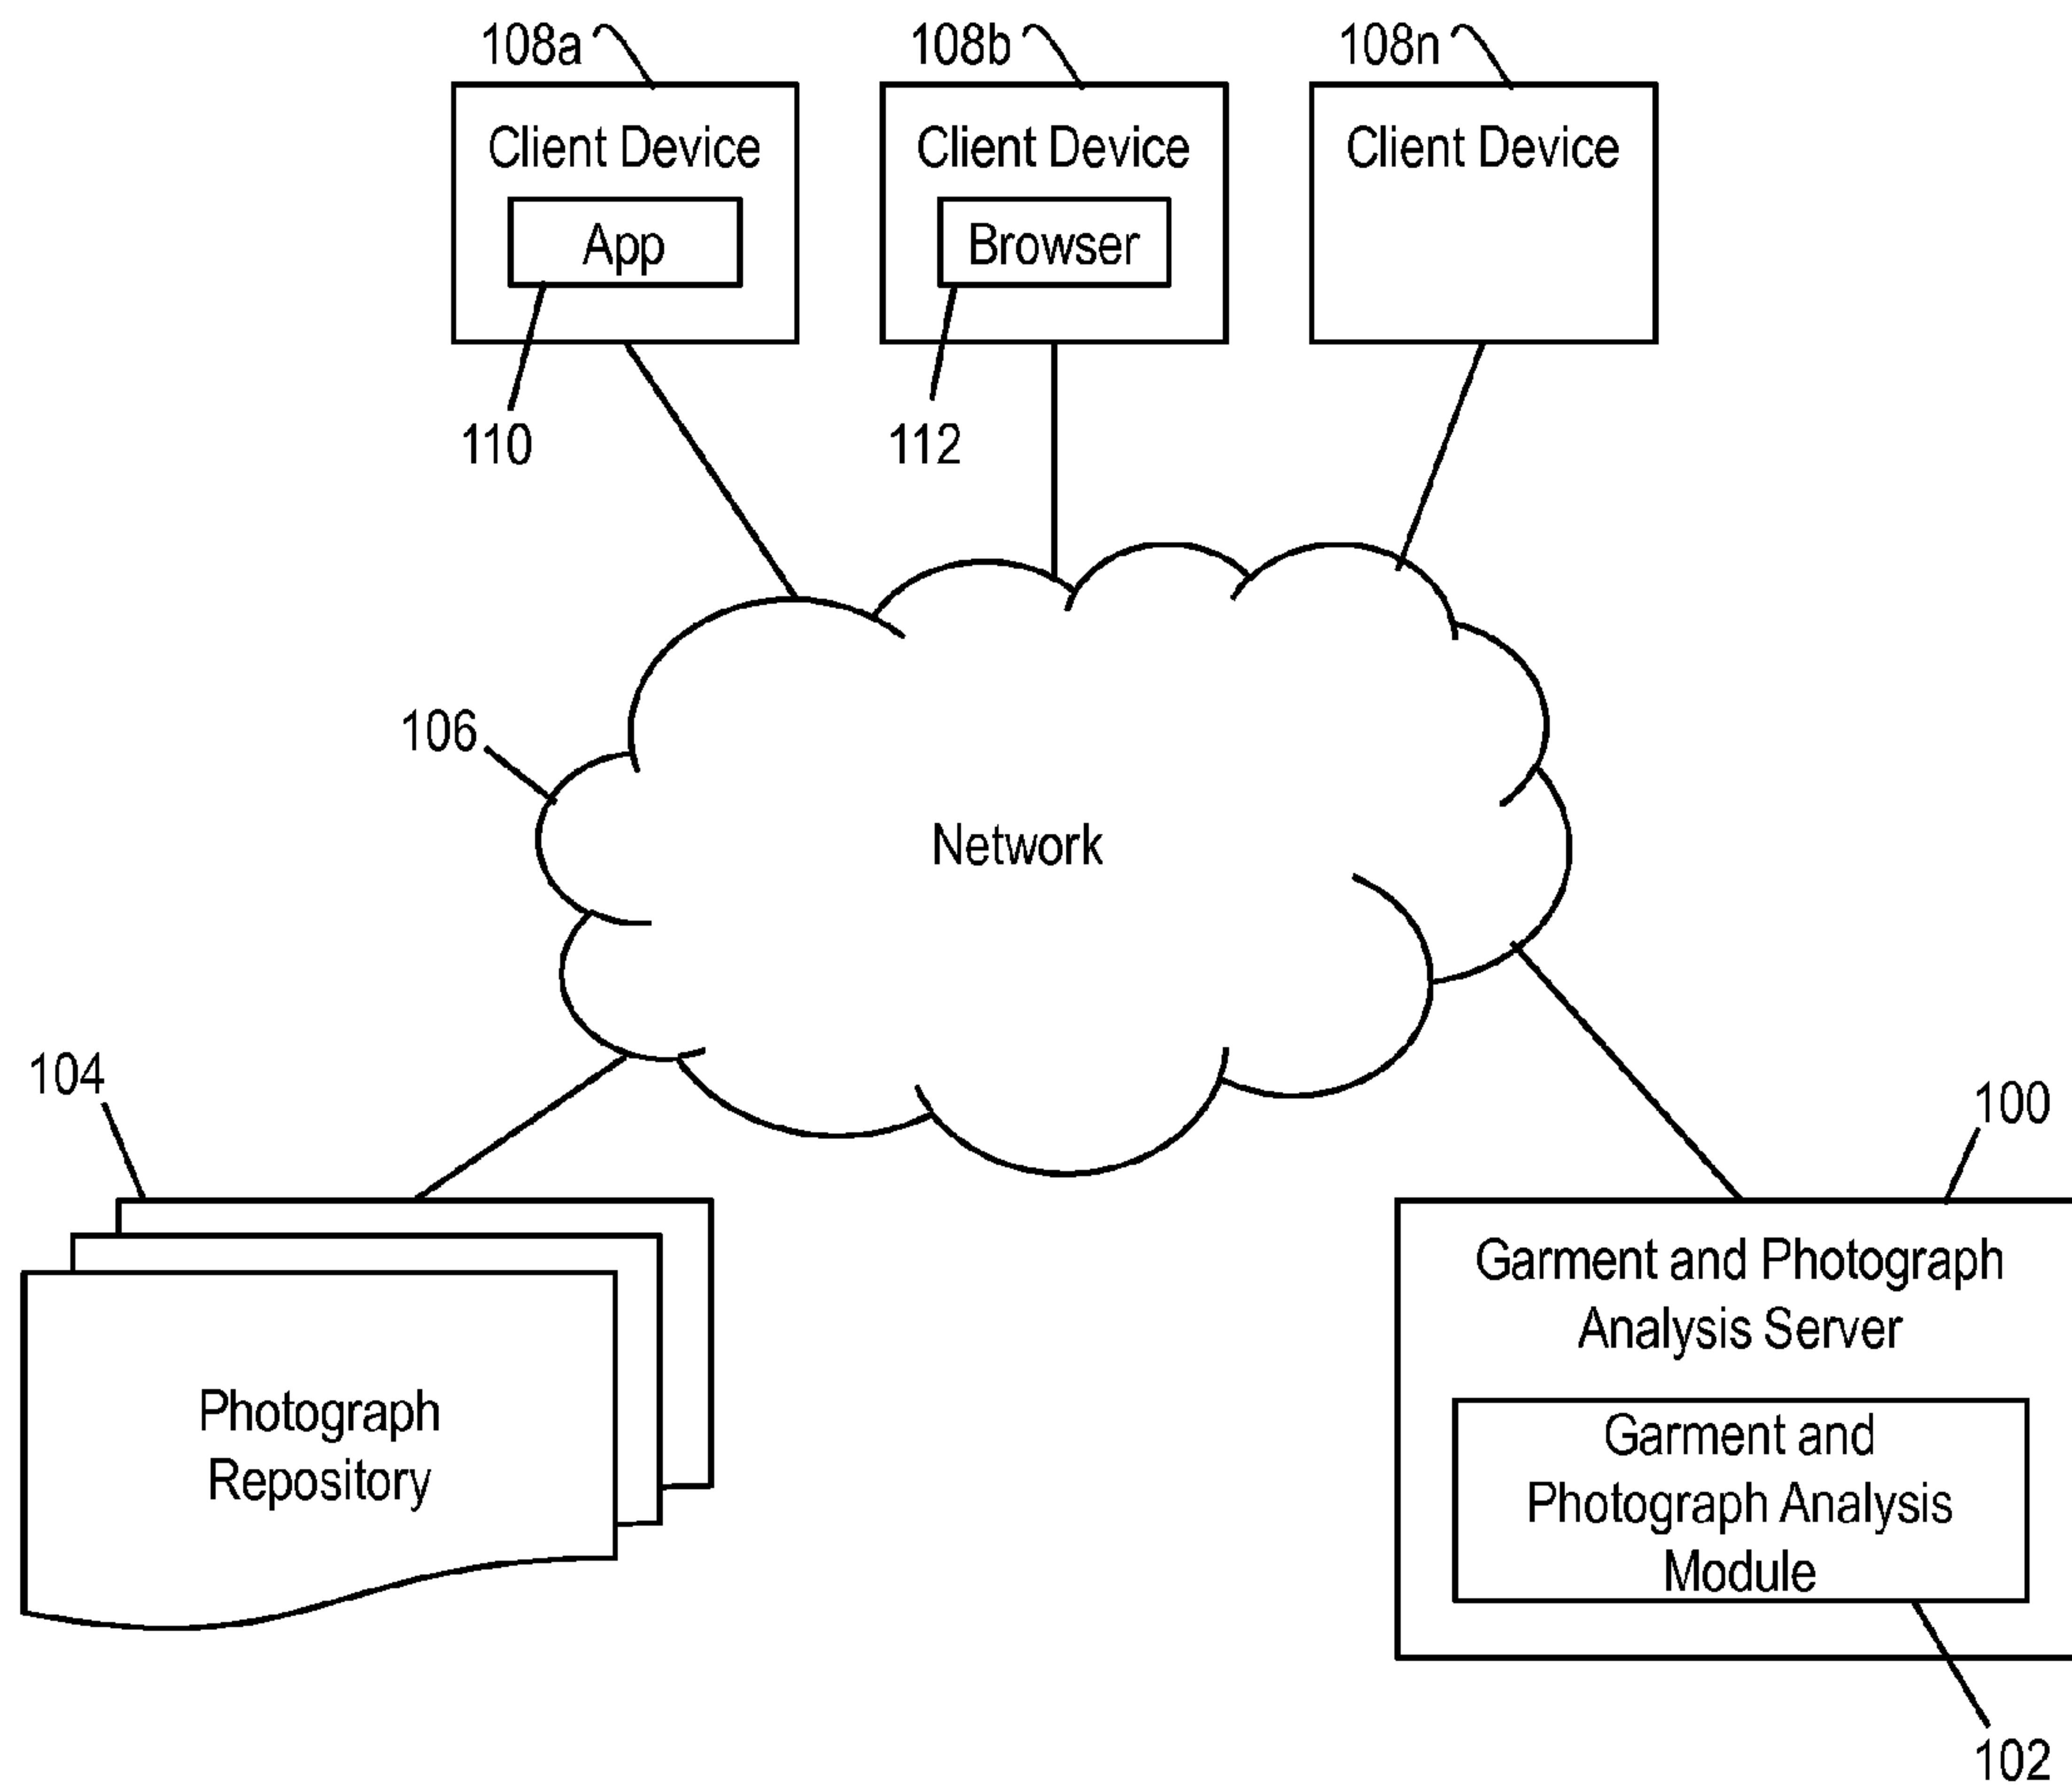 108a
108b
108n
Client Device
Client Device
Client Device
App
Browser
110
112
106
Network
104
100
Garment and Photograph
Analysis Server
Photograph
Repository
Garment and
Photograph Analysis
Module
102